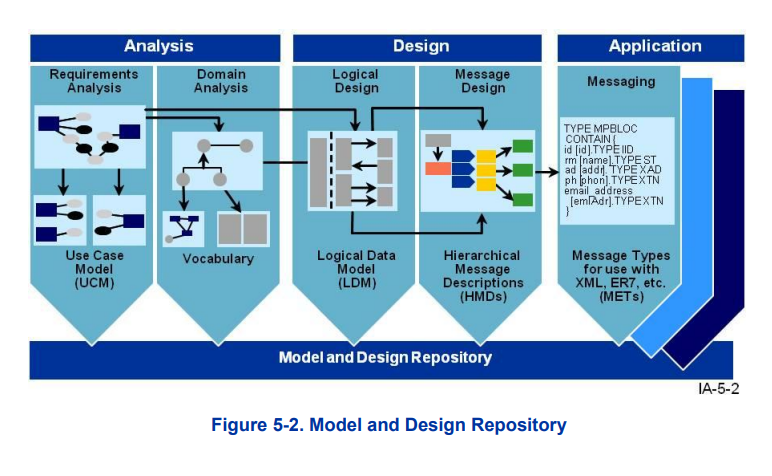 Analysis
Design
Application
Requirements
Analysis
Domain
Analysis
Logical
Design
Message
Design
Messaging
TYPE MPBLOC
CONTAIN {
id [id].TYPE IID
rm [name].TYPE ST
ad [addr].TYPE XAD
ph [phon].TYPE XTN
email_address
[emlAdr].TYPE XTN
}
Use Case
Model
(UCM)
Vocabulary
Logical Data
Model
(LDM)
Hierarchical
Message
Descriptions
(HMDs)
Message Types
for use with
XML, ER7, etc.
(METs)
Model and Design Repository
IA-5-2
Figure 5-2. Model and Design Repository